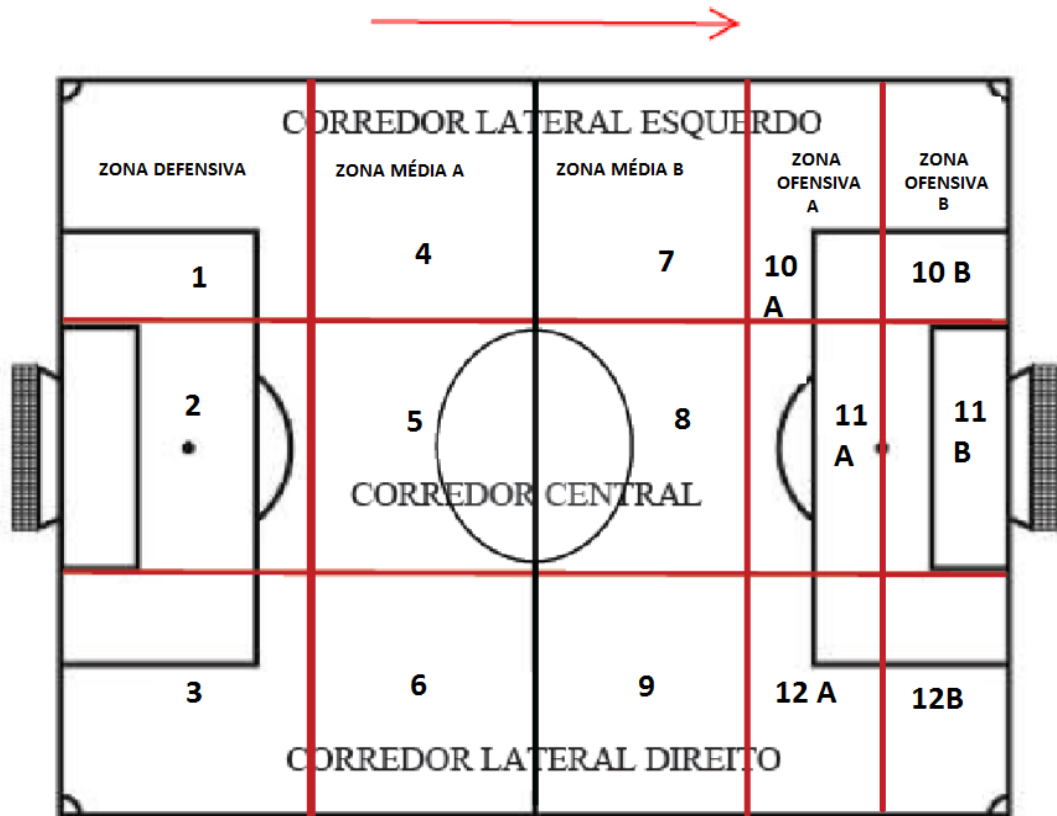 CORREDOR LATERAL ESQUERDO
ZONA DEFENSIVA
ZONA MÉDIA A
ZONA MÉDIA B
ZONA
OFENSIVA
A
ZONA
OFENSIVA
B
1
4
7
10
A
10 B
2
5
8
11
A
11
B
CORREDOR CENTRAL
3
6
9
12 A
12B
CORREDOR LATERAL DIREITO